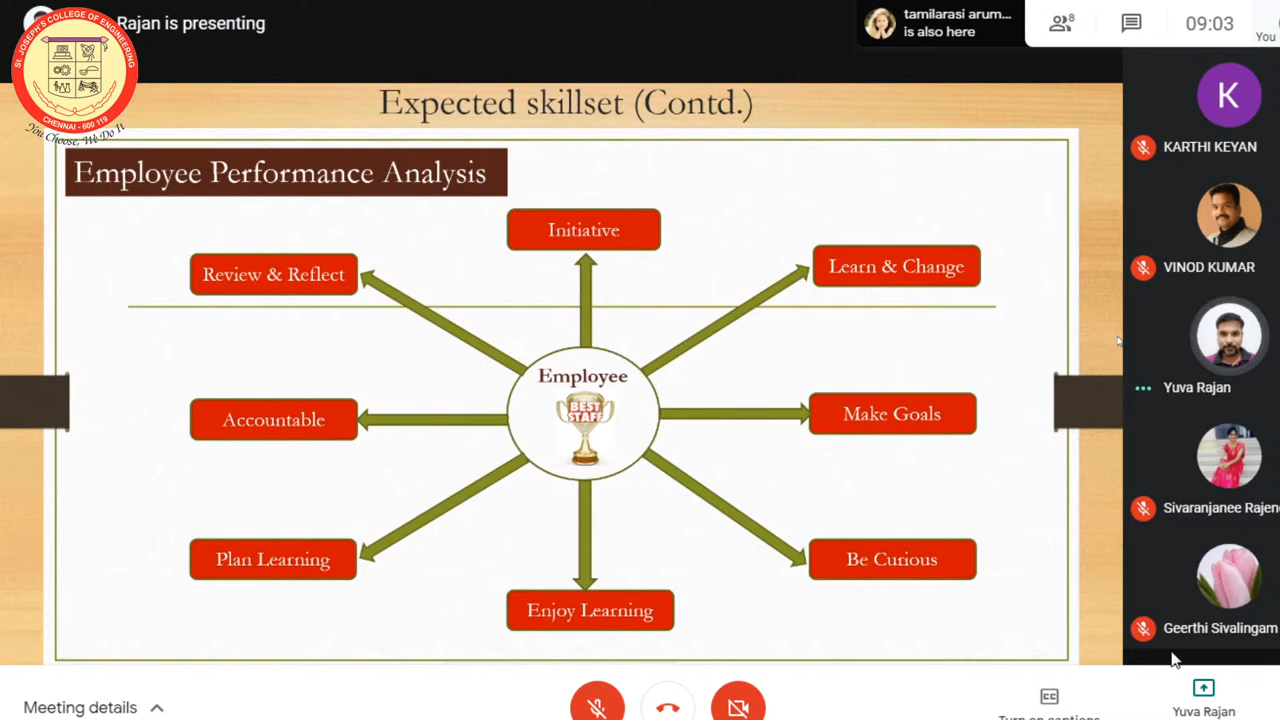 Rajan is presenting
tamilarasi arum...
is also here
8
09:03
You
ST. JOSEPH'S COLLEGE OF ENGINEERING
CHENNAI - 600 119
You Choose, We Do It
Expected skillset (Contd.)
Employee Performance Analysis
Initiative
Review & Reflect
Learn & Change
Employee
BEST
STAFF
Accountable
Make Goals
Plan Learning
Be Curious
Enjoy Learning
K
KARTHI KEYAN
VINOD KUMAR
Yuva Rajan
Sivaranjanee Rajen
Geerthi Sivalingam
Meeting details
CC
Turn on captions
Yuva Rajan